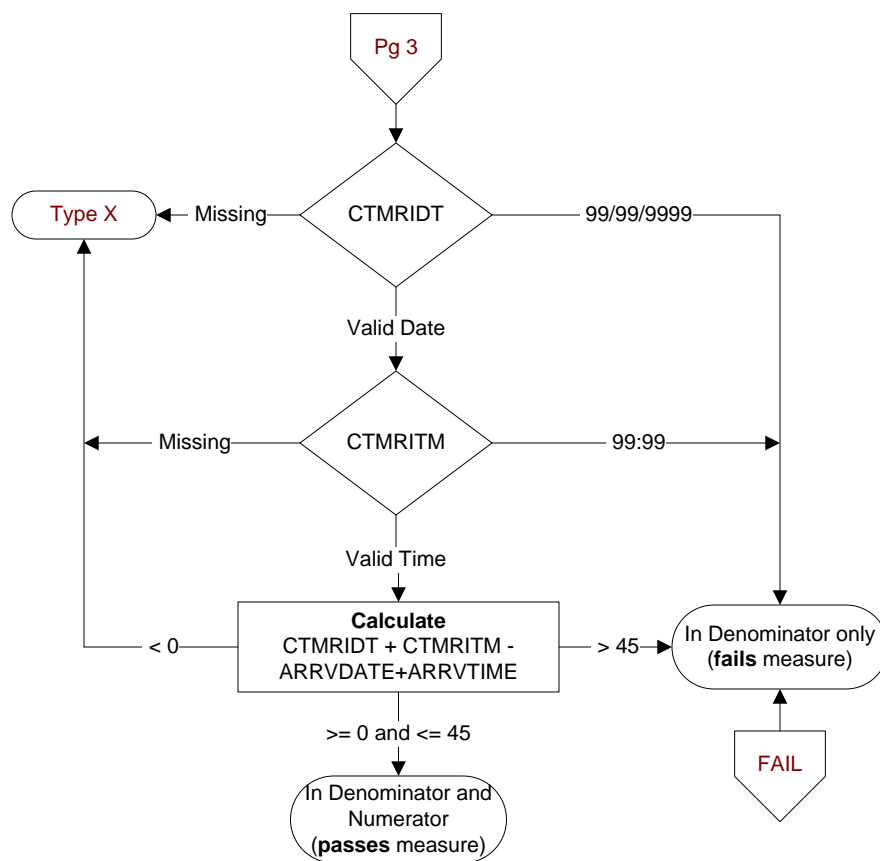 Pg 3
Type X
Missing
CTMRIDT
99/99/9999
Valid Date
Missing
CTMRITM
99:99
Valid Time
< 0
Calculate
CTMRIDT + CTMRITM -
ARRVDATE+ARRVTIME
> 45
In Denominator only
(fails measure)
>= 0 and <= 45
FAIL
In Denominator and
Numerator
(passes measure)